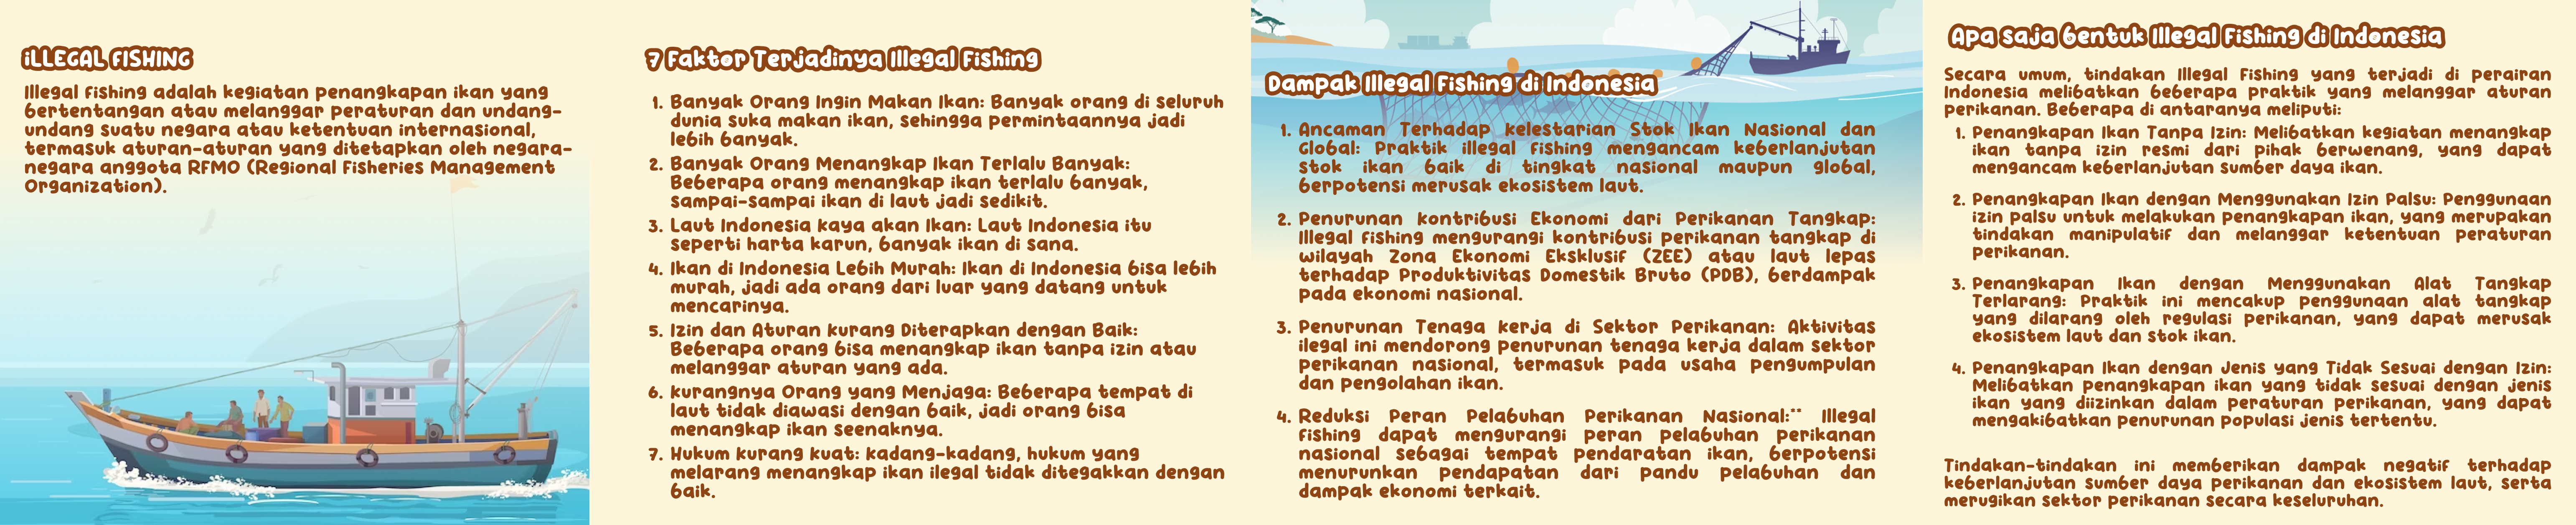 iLLEGAL FISHING
Illegal fishing adalah kegiatan penangkapan ikan yang
bertentangan atau melanggar peraturan dan undang-
undang suatu negara atau ketentuan internasional,
termasuk aturan-aturan yang ditetapkan oleh negara-
negara anggota RFMO (Regional Fisheries Management
Organization).
7 Faktor Terjadinya Illegal Fishing
1. Banyak Orang Ingin Makan Ikan: Banyak orang di seluruh
dunia suka makan ikan, sehingga permintaannya jadi
lebih banyak.
2. Banyak Orang Menangkap Ikan Terlalu Banyak:
Beberapa orang menangkap ikan terlalu banyak,
sampai-sampai ikan di laut jadi sedikit.
3. Laut Indonesia Kaya akan Ikan: Laut Indonesia itu
seperti harta karun, banyak ikan di sana.
4. Ikan di Indonesia Lebih Murah: Ikan di Indonesia bisa lebih
murah, jadi ada orang dari luar yang datang untuk
mencarinya.
5. Izin dan Aturan Kurang Diterapkan dengan Baik:
Beberapa orang bisa menangkap ikan tanpa izin atau
melanggar aturan yang ada.
6. Kurangnya Orang yang Menjaga: Beberapa tempat di
laut tidak diawasi dengan baik, jadi orang bisa
menangkap ikan seenaknya.
7. Hukum Kurang Kuat: Kadang-kadang, hukum yang
melarang menangkap ikan ilegal tidak ditegakkan dengan
baik.
Dampak Illegal Fishing di Indonesia
1. Ancaman Terhadap Kelestarian Stok Ikan Nasional dan
Global: Praktik illegal fishing mengancam keberlanjutan
stok ikan baik di tingkat nasional maupun global,
berpotensi merusak ekosistem laut.
2. Penurunan Kontribusi Ekonomi dari Perikanan Tangkap:
Illegal fishing mengurangi kontribusi perikanan tangkap di
wilayah Zona Ekonomi Eksklusif (ZEE) atau laut lepas
terhadap Produktivitas Domestik Bruto (PDB), berdampak
pada ekonomi nasional.
3. Penurunan Tenaga Kerja di Sektor Perikanan: Aktivitas
ilegal ini mendorong penurunan tenaga kerja dalam sektor
perikanan nasional, termasuk pada usaha pengumpulan
dan pengolahan ikan.
4. Reduksi Peran Pelabuhan Perikanan Nasional:** Illegal
fishing dapat mengurangi peran pelabuhan perikanan
nasional sebagai tempat pendaratan ikan, berpotensi
menurunkan pendapatan dari pandu pelabuhan dan
dampak ekonomi terkait.
Apa saja bentuk Illegal Fishing di Indonesia
Secara umum, tindakan Illegal Fishing yang terjadi di perairan
Indonesia melibatkan beberapa praktik yang melanggar aturan
perikanan. Beberapa di antaranya meliputi:
1. Penangkapan Ikan Tanpa Izin: Melibatkan kegiatan menangkap
ikan tanpa izin resmi dari pihak berwenang, yang dapat
mengancam keberlanjutan sumber daya ikan.
2. Penangkapan Ikan dengan Menggunakan Izin Palsu: Penggunaan
izin palsu untuk melakukan penangkapan ikan, yang merupakan
tindakan manipulatif dan melanggar ketentuan peraturan
perikanan.
3. Penangkapan Ikan dengan Menggunakan Alat Tangkap
Terlarang: Praktik ini mencakup penggunaan alat tangkap
yang dilarang oleh regulasi perikanan, yang dapat merusak
ekosistem laut dan stok ikan.
4. Penangkapan Ikan dengan Jenis yang Tidak Sesuai dengan Izin:
Melibatkan penangkapan ikan yang tidak sesuai dengan jenis
ikan yang diizinkan dalam peraturan perikanan, yang dapat
mengakibatkan penurunan populasi jenis tertentu.
Tindakan-tindakan ini memberikan dampak negatif terhadap
keberlanjutan sumber daya perikanan dan ekosistem laut, serta
merugikan sektor perikanan secara keseluruhan.